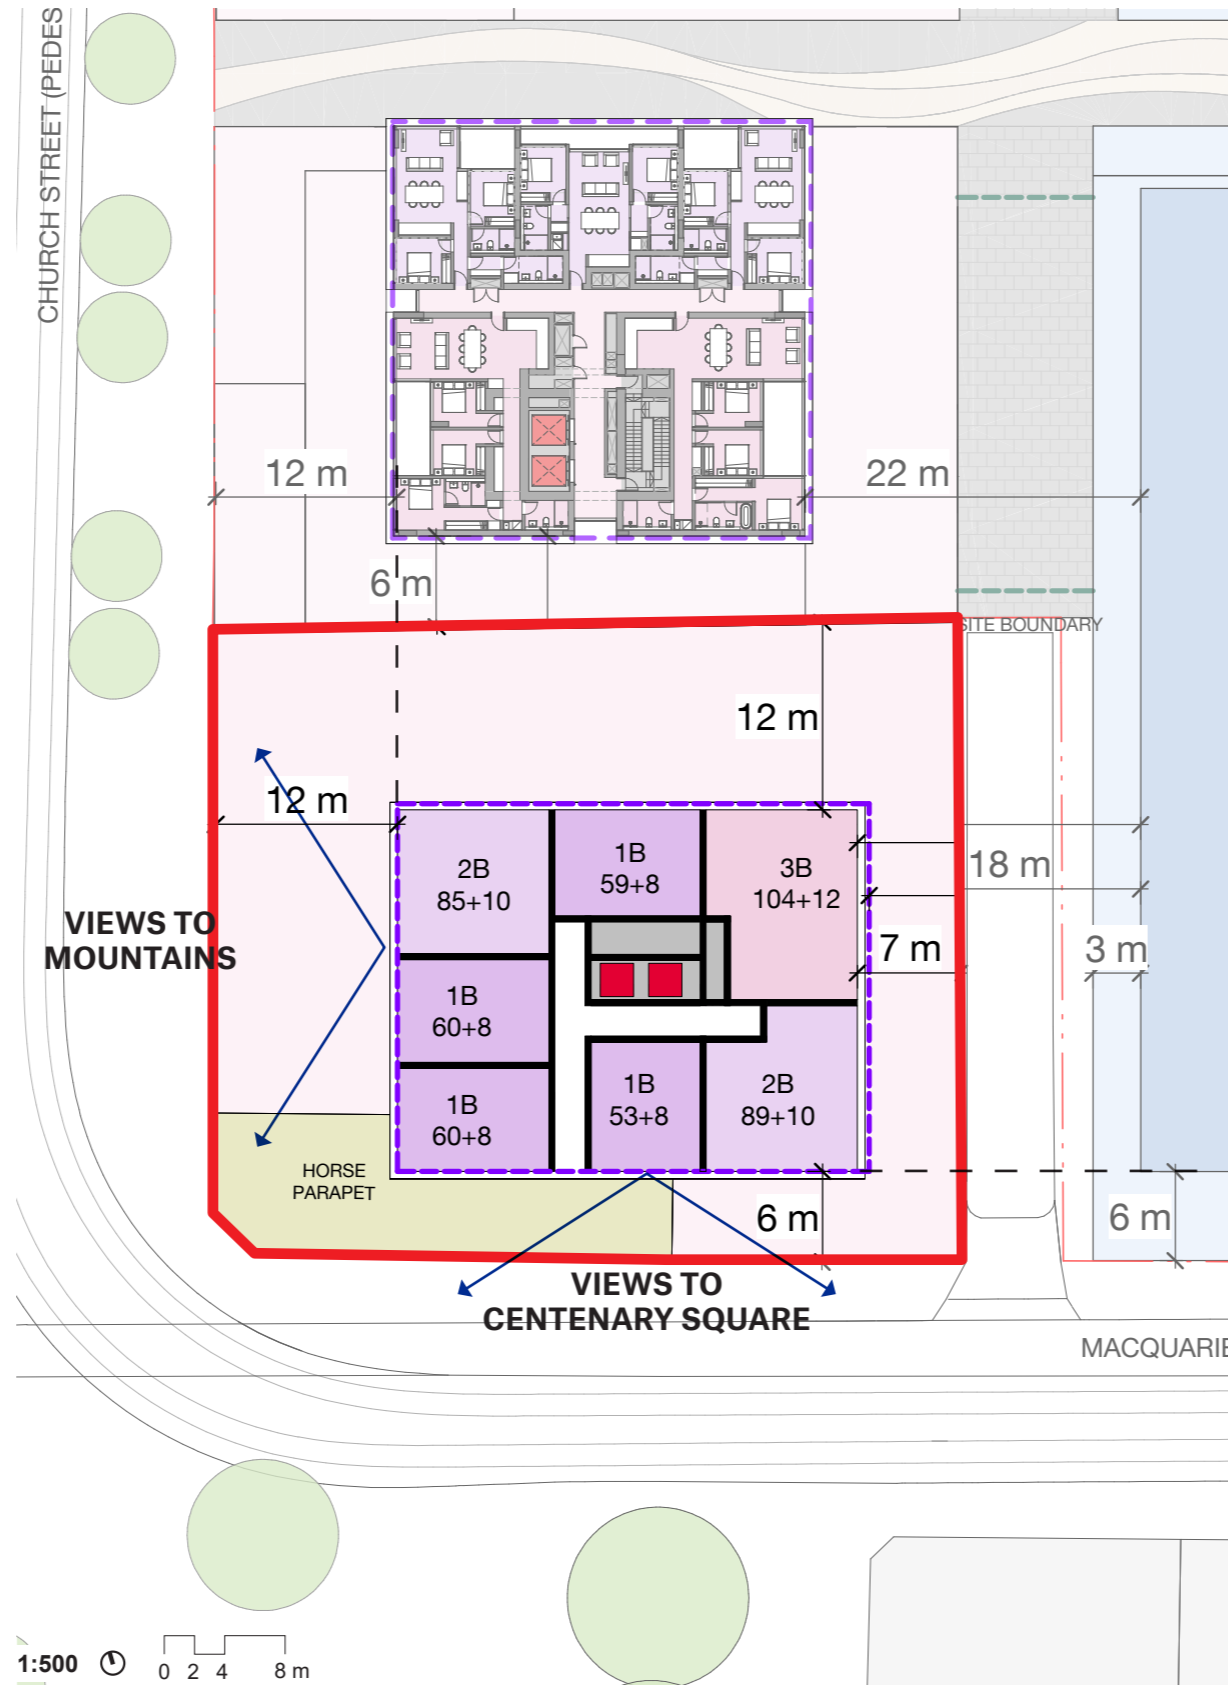 CHURCH STREET (PEDES
12 m
22 m
6 m
SITE BOUNDARY
12 m
12 m
2B
85+10
1B
59+8
3B
104+12
18 m
VIEWS TO
MOUNTAINS
7 m
3 m
1B
60+8
1B
60+8
1B
53+8
2B
89+10
HORSE
PARAPET
6 m
6 m
VIEWS TO
CENTENARY SQUARE
MACQUARIE
1:500
0 2 4 8 m